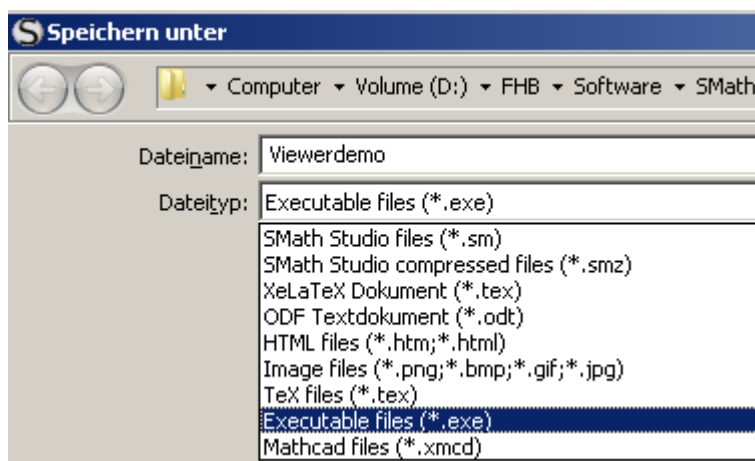 Speichern unter
Computer Volume (D:) FHB Software SMath
Dateiname: Viewerdemo
Dateityp: Executable files (*.exe)
SMath Studio files (*.sm)
SMath Studio compressed files (*.smz)
XeLaTeX Dokument (*.tex)
ODF Textdokument (*.odt)
HTML files (*.htm;*.html)
Image files (*.png;*.bmp;*.gif;*.jpg)
TeX files (*.tex)
Executable files (*.exe)
Mathcad files (*.xmcd)